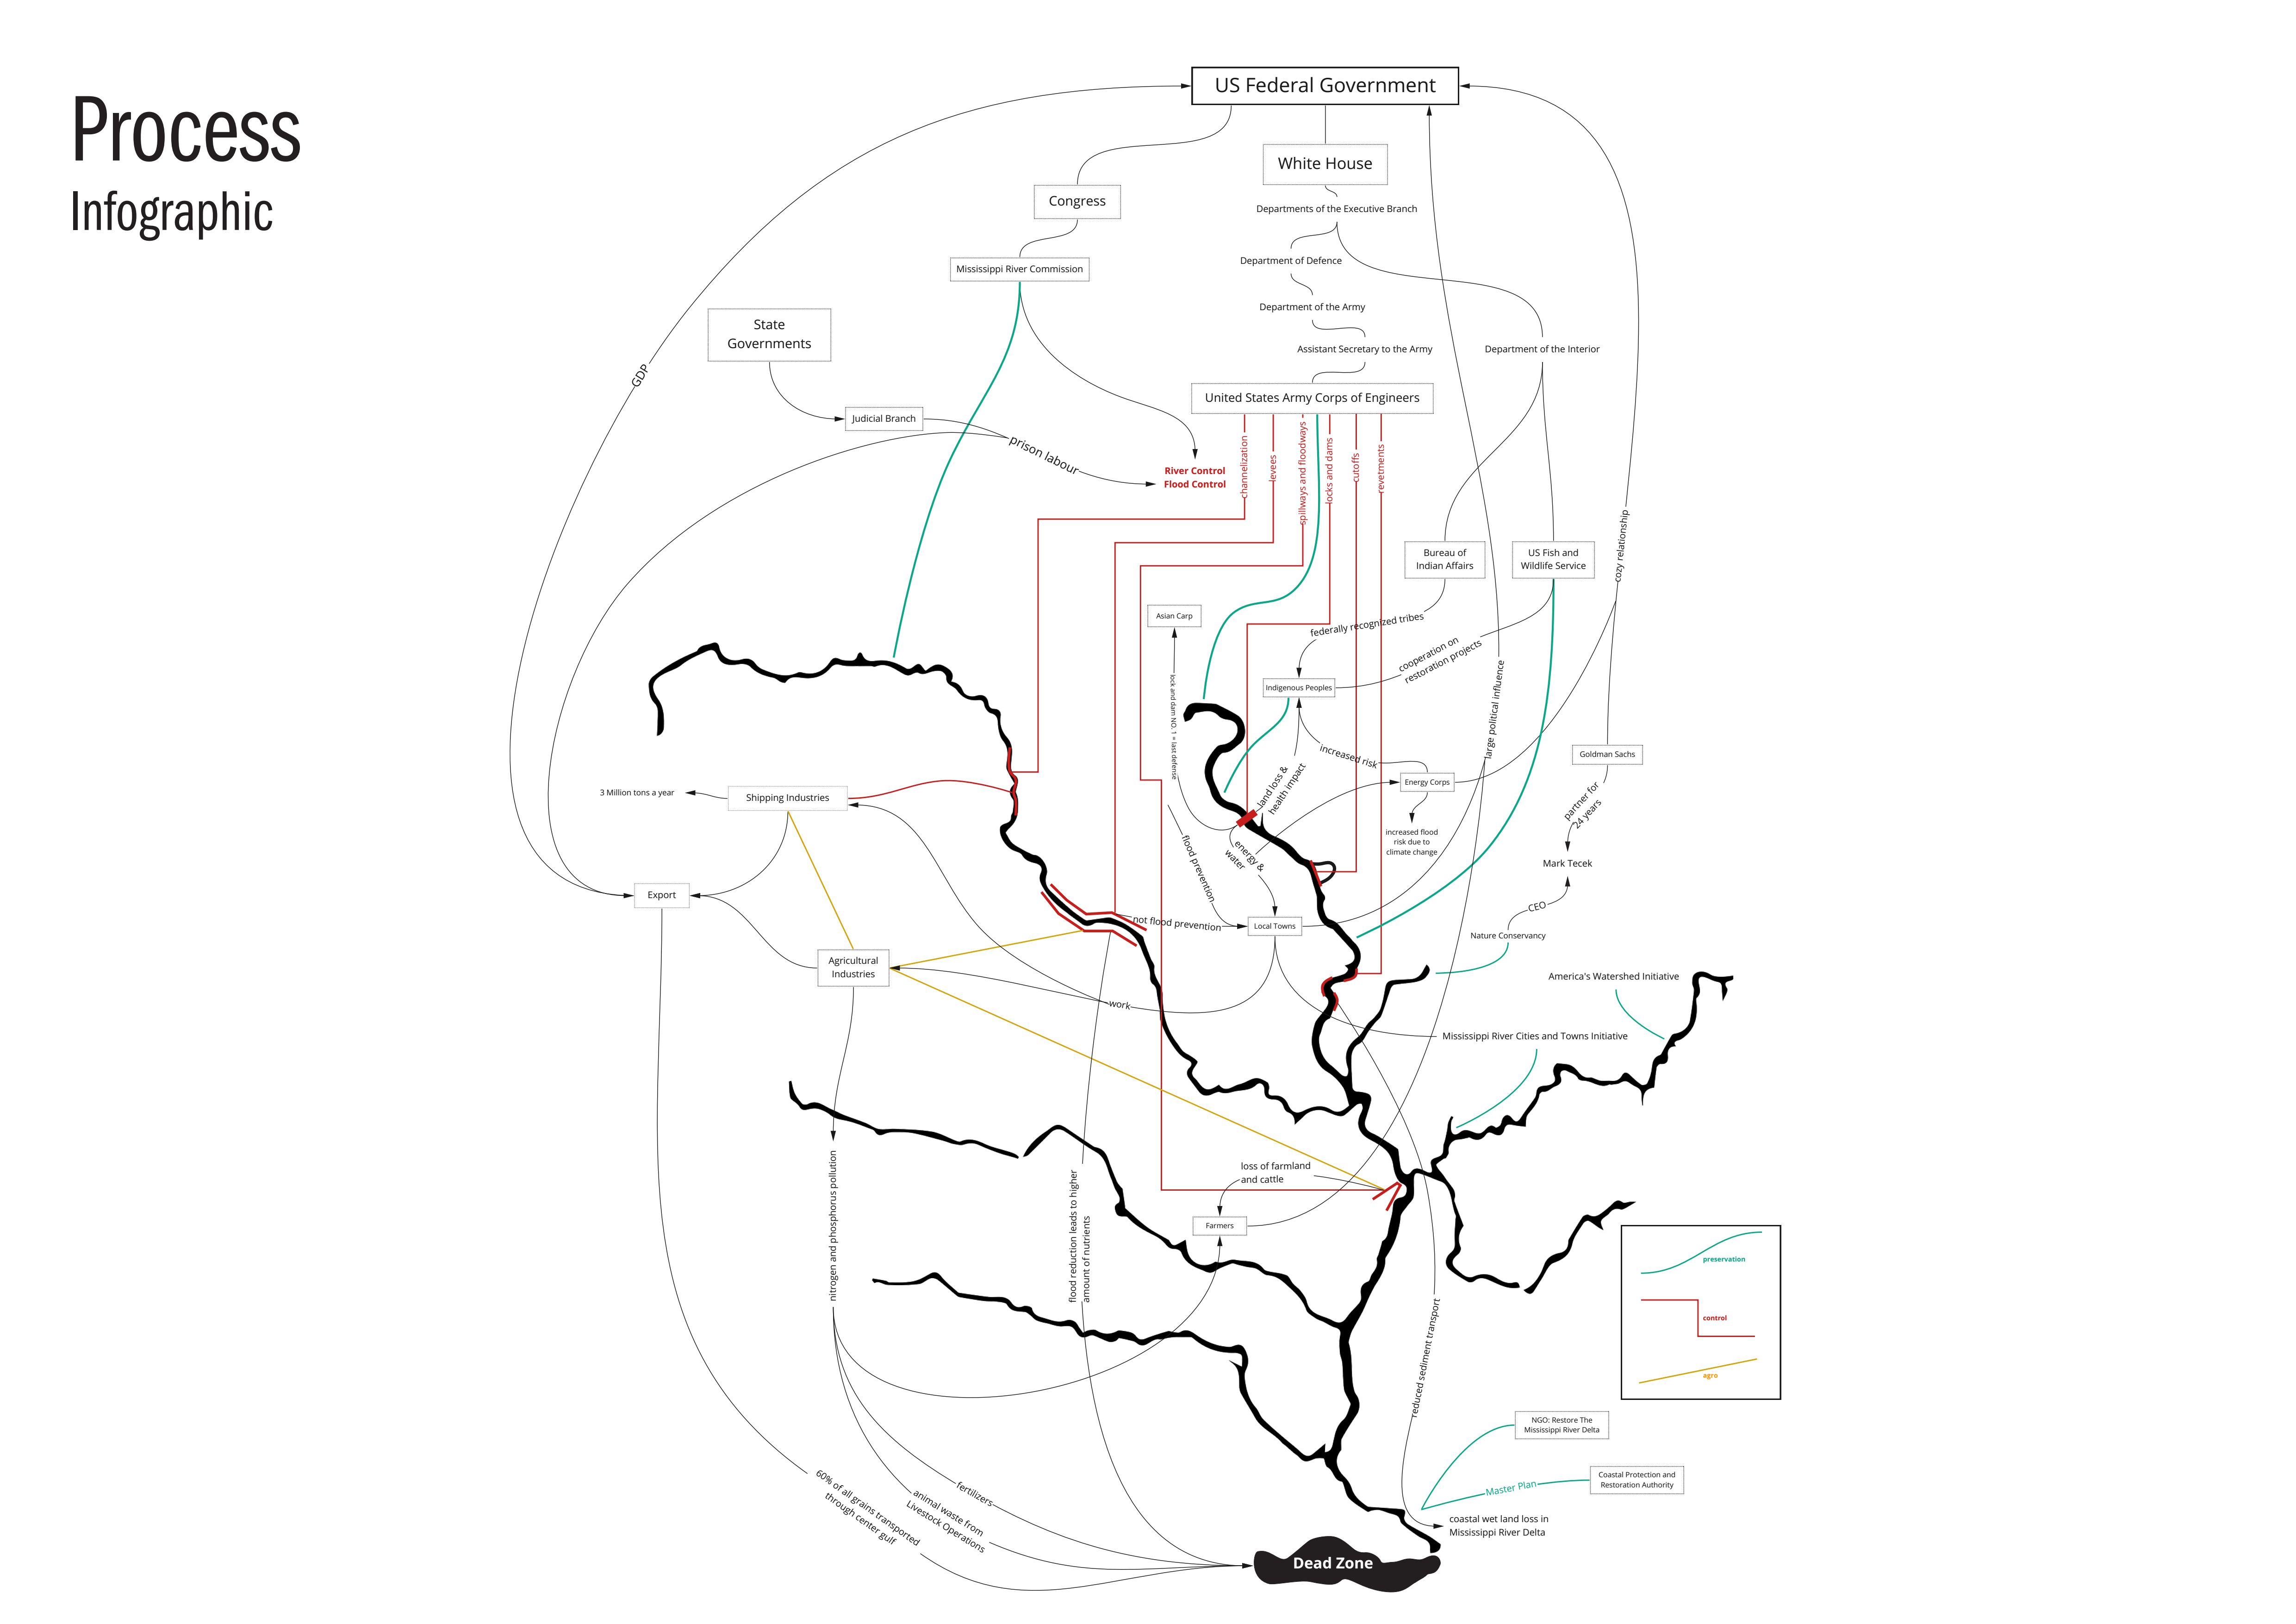 Process
Infographic
US Federal Government
White House
Congress
Departments of the Executive Branch
Department of Defence
Mississippi River Commission
Department of the Army
State
Governments
Assistant Secretary to the Army
Department of the Interior
GDP
United States Army Corps of Engineers
Judicial Branch
prison labour
River Control
Flood Control
channelization
levees
spillways and floodways
locks and dams
cutoffs
revetments
Bureau of
Indian Affairs
US Fish and
Wildlife Service
cozy relationship
Asian Carp
federally recognized tribes
cooperation on
restoration projects
Indigenous Peoples
large political influence
lock and dam NO. 1 = last defense
increased risk
Goldman Sachs
land loss &
health impact
Energy Corps
3 Million tons a year
Shipping Industries
partner for
24 years
increased flood
risk due to
climate change
flood prevention
energy &
water
Mark Tecek
Export
CEO
not flood prevention
Local Towns
Nature Conservancy
Agricultural
Industries
America's Watershed Initiative
work
Mississippi River Cities and Towns Initiative
nitrogen and phosphorus pollution
flood reduction leads to higher
amount of nutrients
loss of farmland
and cattle
Farmers
preservation
control
agro
reduced sediment transport
NGO: Restore The
Mississippi River Delta
Coastal Protection and
Restoration Authority
Master Plan
fertilizers
animal waste from
Livestock Operations
60% of all grains transported
through center gulf
coastal wet land loss in
Mississippi River Delta
Dead Zone